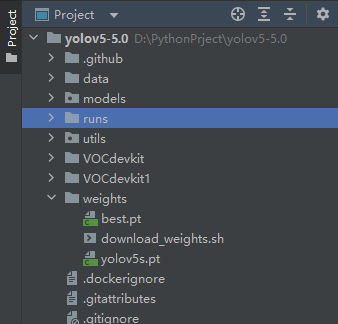 Project
Project
yolov5-5.0 D:\PythonPrject\yolov5-5.0
.github
data
models
runs
utils
VOCdevkit
VOCdevkit1
weights
best.pt
download_weights.sh
yolov5s.pt
.dockerignore
.gitattributes
.gitignore